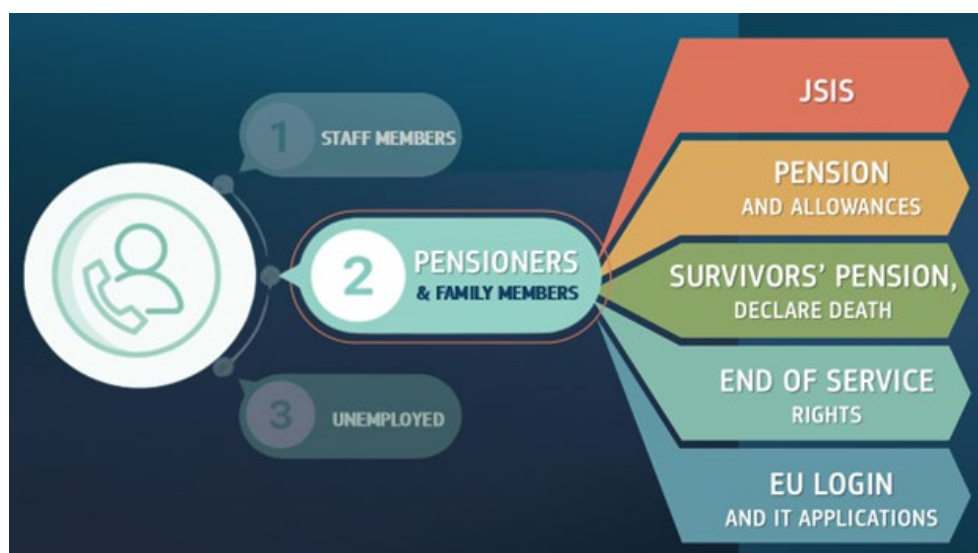 1
STAFF MEMBERS
2
PENSIONERS
& FAMILY MEMBERS
3
UNEMPLOYED
JSIS
PENSION
AND ALLOWANCES
SURVIVORS’ PENSION,
DECLARE DEATH
END OF SERVICE
RIGHTS
EU LOGIN
AND IT APPLICATIONS